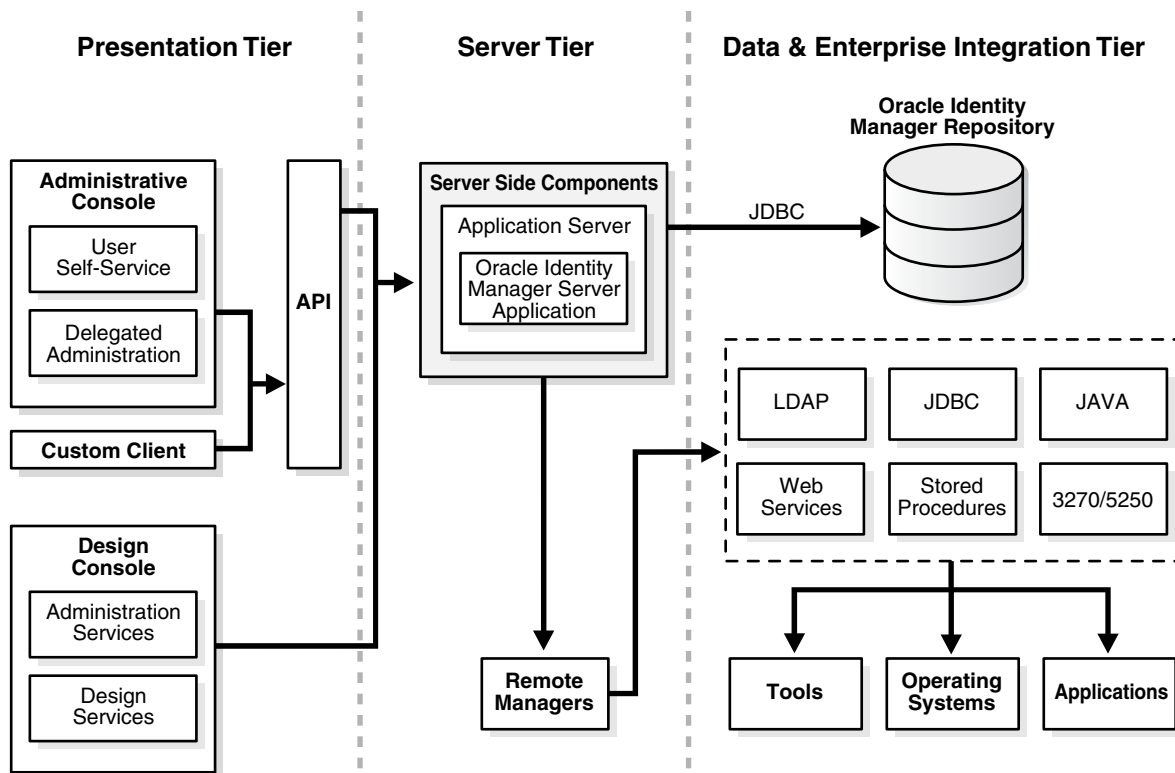 Presentation Tier
Server Tier
Data & Enterprise Integration Tier
Administrative
Console
User
Self-Service
Delegated
Administration
Custom Client
Design
Console
Administration
Services
Design
Services
API
Server Side Components
Application Server
Oracle Identity
Manager Server
Application
Remote
Managers
JDBC
Oracle Identity
Manager Repository
LDAP
JDBC
JAVA
Web
Services
Stored
Procedures
3270/5250
Tools
Operating
Systems
Applications